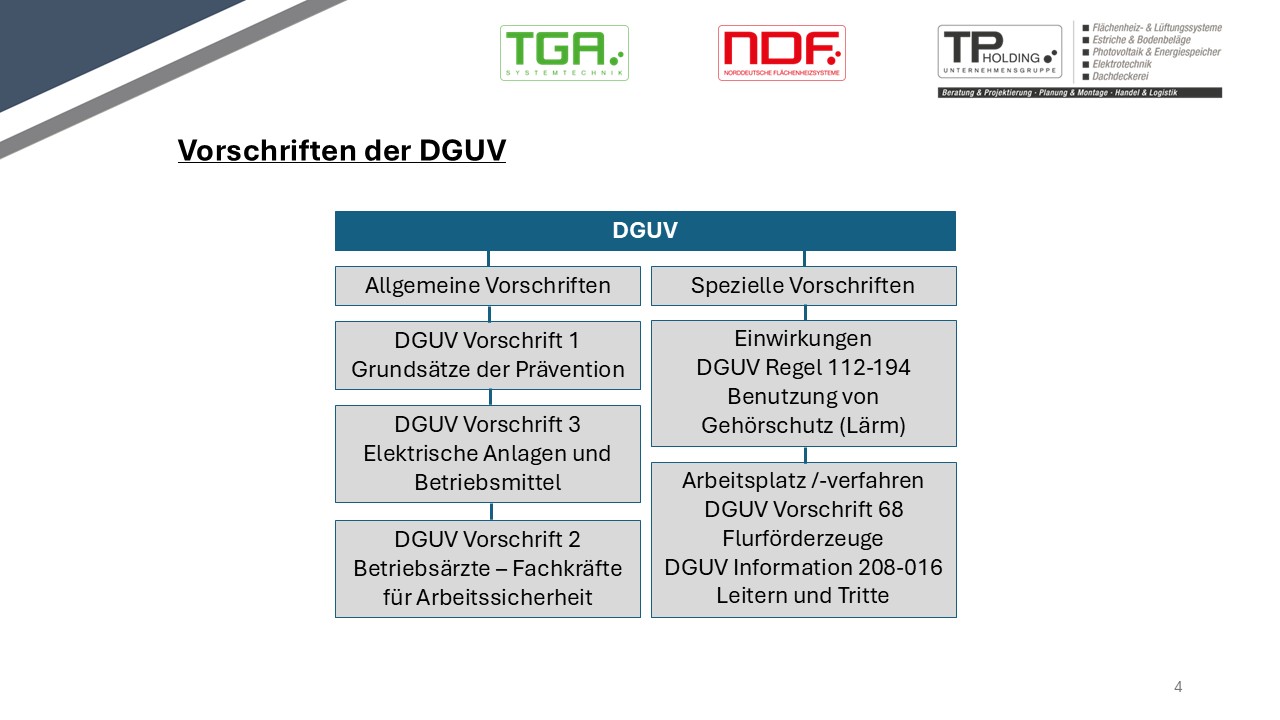 TGA.
SYSTEMTECHNIK
NDF.
NORDDEUTSCHE FLÄCHENHEIZSYSTEME
TP HOLDING
UNTERNEHMENSGRUPPE
Flächenheiz- & Lüftungssysteme
Estriche & Bodenbeläge
Photovoltaik & Energiespeicher
Elektrotechnik
Dachdeckerei
Beratung & Projektierung · Planung & Montage · Handel & Logistik
Vorschriften der DGUV
DGUV
Allgemeine Vorschriften
DGUV Vorschrift 1
Grundsätze der Prävention
DGUV Vorschrift 3
Elektrische Anlagen und
Betriebsmittel
DGUV Vorschrift 2
Betriebsärzte – Fachkräfte
für Arbeitssicherheit
Spezielle Vorschriften
Einwirkungen
DGUV Regel 112-194
Benutzung von
Gehörschutz (Lärm)
Arbeitsplatz /-verfahren
DGUV Vorschrift 68
Flurförderzeuge
DGUV Information 208-016
Leitern und Tritte
4